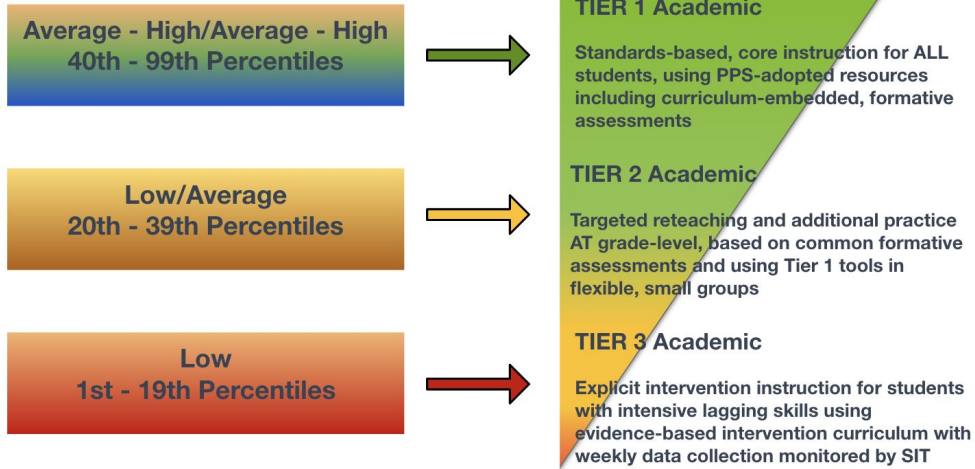 Average - High/Average - High
40th - 99th Percentiles
TIER 1 Academic
Standards-based, core instruction for ALL
students, using PPS-adopted resources
including curriculum-embedded, formative
assessments
Low/Average
20th - 39th Percentiles
TIER 2 Academic
Targeted reteaching and additional practice
AT grade-level, based on common formative
assessments and using Tier 1 tools in
flexible, small groups
Low
1st - 19th Percentiles
TIER 3 Academic
Explicit intervention instruction for students
with intensive lagging skills using
evidence-based intervention curriculum with
weekly data collection monitored by SIT